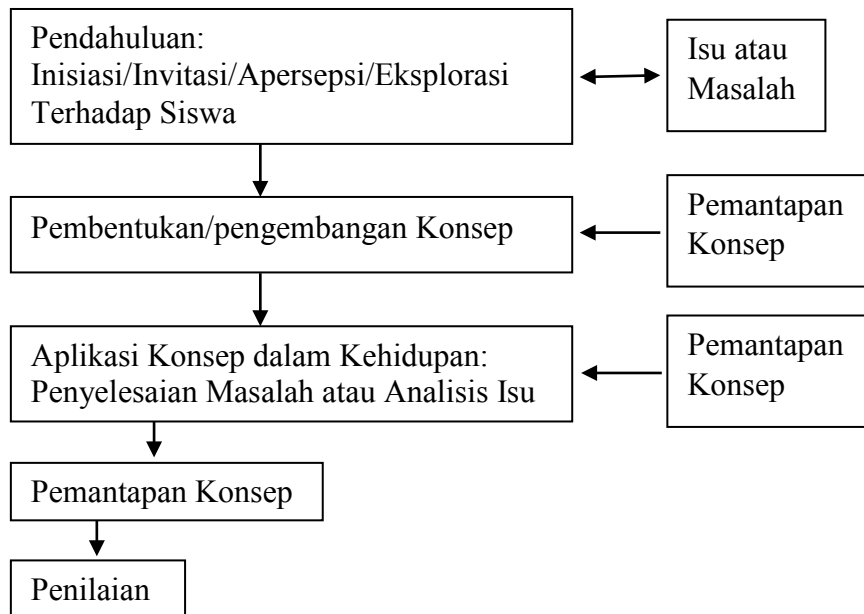 Pendahuluan:
Inisiasi/Invitasi/Apersepsi/Eksplorasi
Terhadap Siswa
Isu atau
Masalah
Pembentukan/pengembangan Konsep
Pemantapan
Konsep
Aplikasi Konsep dalam Kehidupan:
Penyelesaian Masalah atau Analisis Isu
Pemantapan
Konsep
Pemantapan Konsep
Penilaian